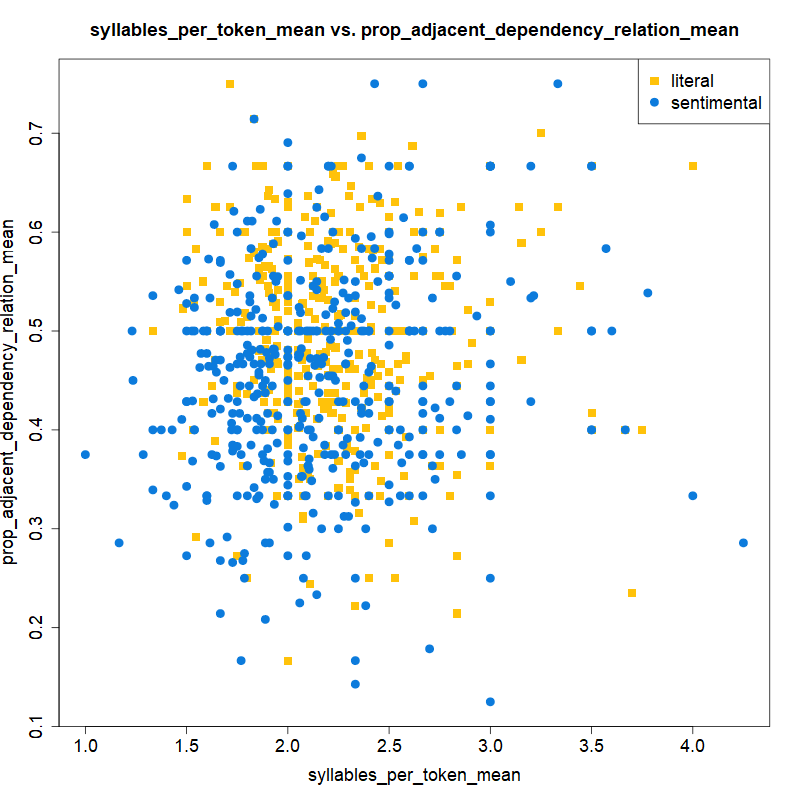 syllables_per_token_mean vs. prop_adjacent_dependency_relation_mean
literal
sentimental
prop_adjacent_dependency_relation_mean
0.7
0.6
0.5
0.4
0.3
0.2
0.1
1.0 1.5 2.0 2.5 3.0 3.5 4.0
syllables_per_token_mean